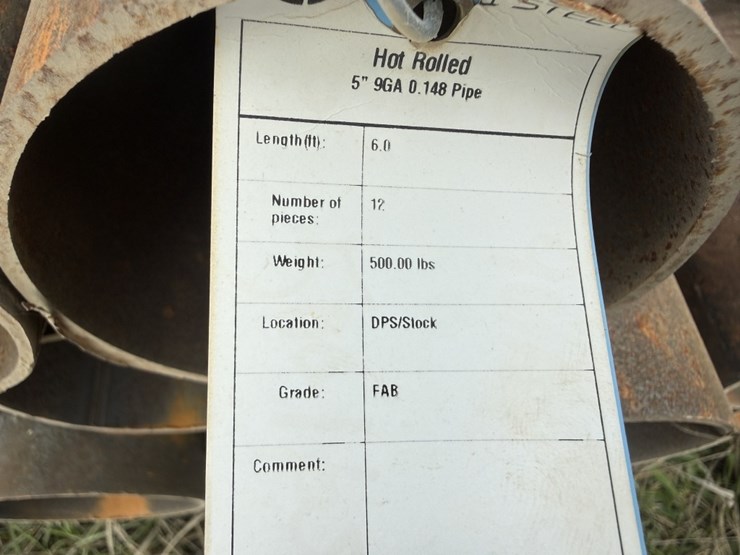 STEEL
Hot Rolled
5" 9GA 0.148 Pipe
Length(ft): 6.0
Number of pieces: 12
Weight: 500.00 lbs
Location: DPS/Stock
Grade: FAB
Comment: